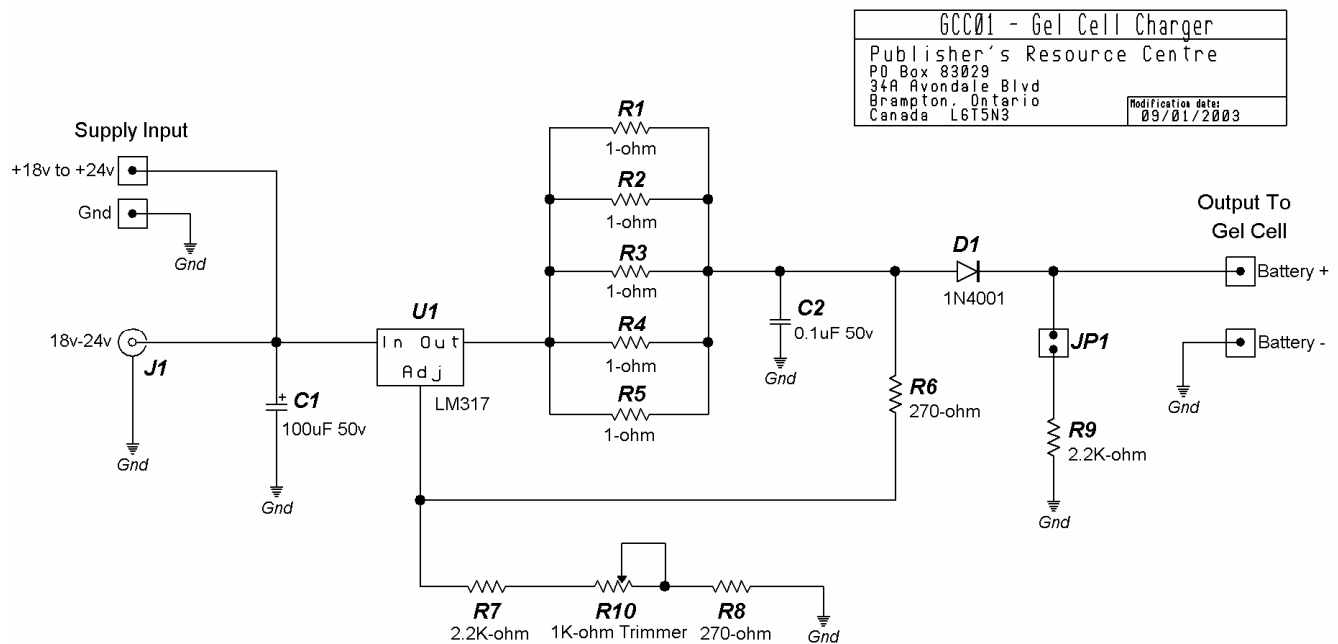 GCC01 - Gel Cell Charger
Publisher's Resource Centre
PO Box 83029
34A Avondale Blvd
Brampton, Ontario
Canada L6T5N3
Modification date:
09/01/2003
Supply Input
+18v to +24v
Gnd
Gnd
18v-24v
J1
Gnd
C1
100uF 50v
Gnd
U1
In Out
Adj
LM317
R1
1-ohm
R2
1-ohm
R3
1-ohm
R4
1-ohm
R5
1-ohm
C2
0.1uF 50v
Gnd
R6
270-ohm
D1
1N4001
JP1
R9
2.2K-ohm
Gnd
Output To
Gel Cell
Battery +
Battery -
Gnd
R7
2.2K-ohm
R10
1K-ohm Trimmer
R8
270-ohm
Gnd